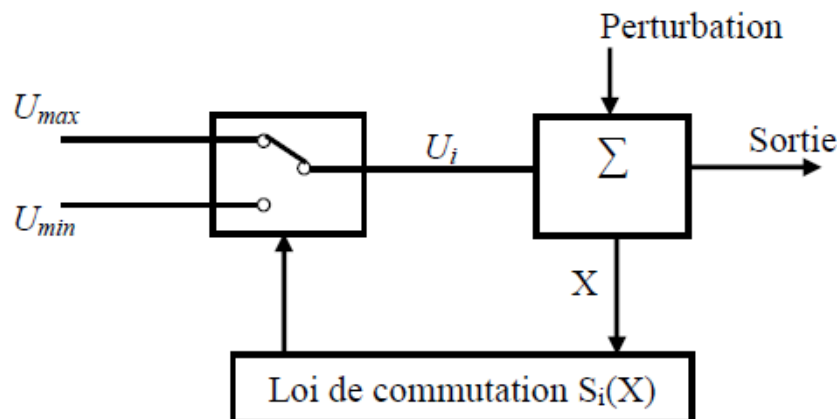 Perturbation
U_max
U_i
∑
Sortie
U_min
X
Loi de commutation S_i(X)